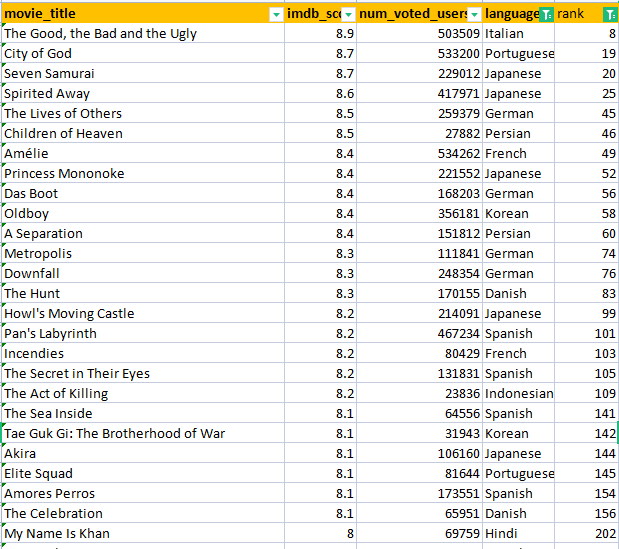 movie_title imdb_sco num_voted_users language rank
The Good, the Bad and the Ugly 8.9 503509 Italian 8
City of God 8.7 533200 Portuguese 19
Seven Samurai 8.7 229012 Japanese 20
Spirited Away 8.6 417971 Japanese 25
The Lives of Others 8.5 259379 German 45
Children of Heaven 8.5 27882 Persian 46
Amélie 8.4 534262 French 49
Princess Mononoke 8.4 221552 Japanese 52
Das Boot 8.4 168203 German 56
Oldboy 8.4 356181 Korean 58
A Separation 8.4 151812 Persian 60
Metropolis 8.3 111841 German 74
Downfall 8.3 248354 German 76
The Hunt 8.3 170155 Danish 83
Howl's Moving Castle 8.2 214091 Japanese 99
Pan's Labyrinth 8.2 467234 Spanish 101
Incendies 8.2 80429 French 103
The Secret in Their Eyes 8.2 131831 Spanish 105
The Act of Killing 8.2 23836 Indonesian 109
The Sea Inside 8.1 64556 Spanish 141
Tae Guk Gi: The Brotherhood of War 8.1 31943 Korean 142
Akira 8.1 106160 Japanese 144
Elite Squad 8.1 81644 Portuguese 145
Amores Perros 8.1 173551 Spanish 154
The Celebration 8.1 65951 Danish 156
My Name Is Khan 8 69759 Hindi 202